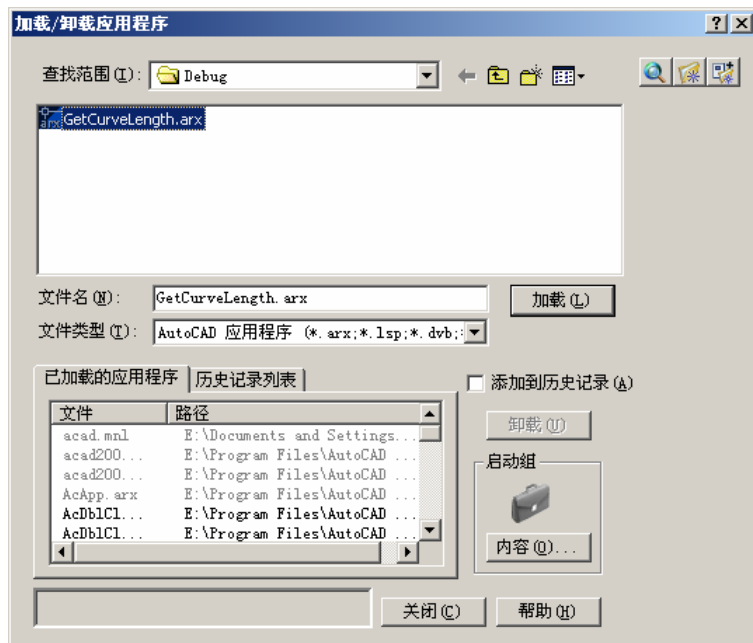 加载/卸载应用程序
查找范围(I): Debug
GetCurveLength.arx
文件名(N): GetCurveLength.arx 加载(L)
文件类型(T): AutoCAD 应用程序 (*.arx;*.lsp;*.dvb;
已加载的应用程序 历史记录列表 添加到历史记录(A)
文件 路径 卸载(U)
acad.mnl E:\Documents and Settings...
acad200... E:\Program Files\AutoCAD ...
acad200... E:\Program Files\AutoCAD ...
AcApp.arx E:\Program Files\AutoCAD ...
AcDblCl... E:\Program Files\AutoCAD ...
AcDblCl... E:\Program Files\AutoCAD ...
启动组
内容(O)...
关闭(C) 帮助(H)